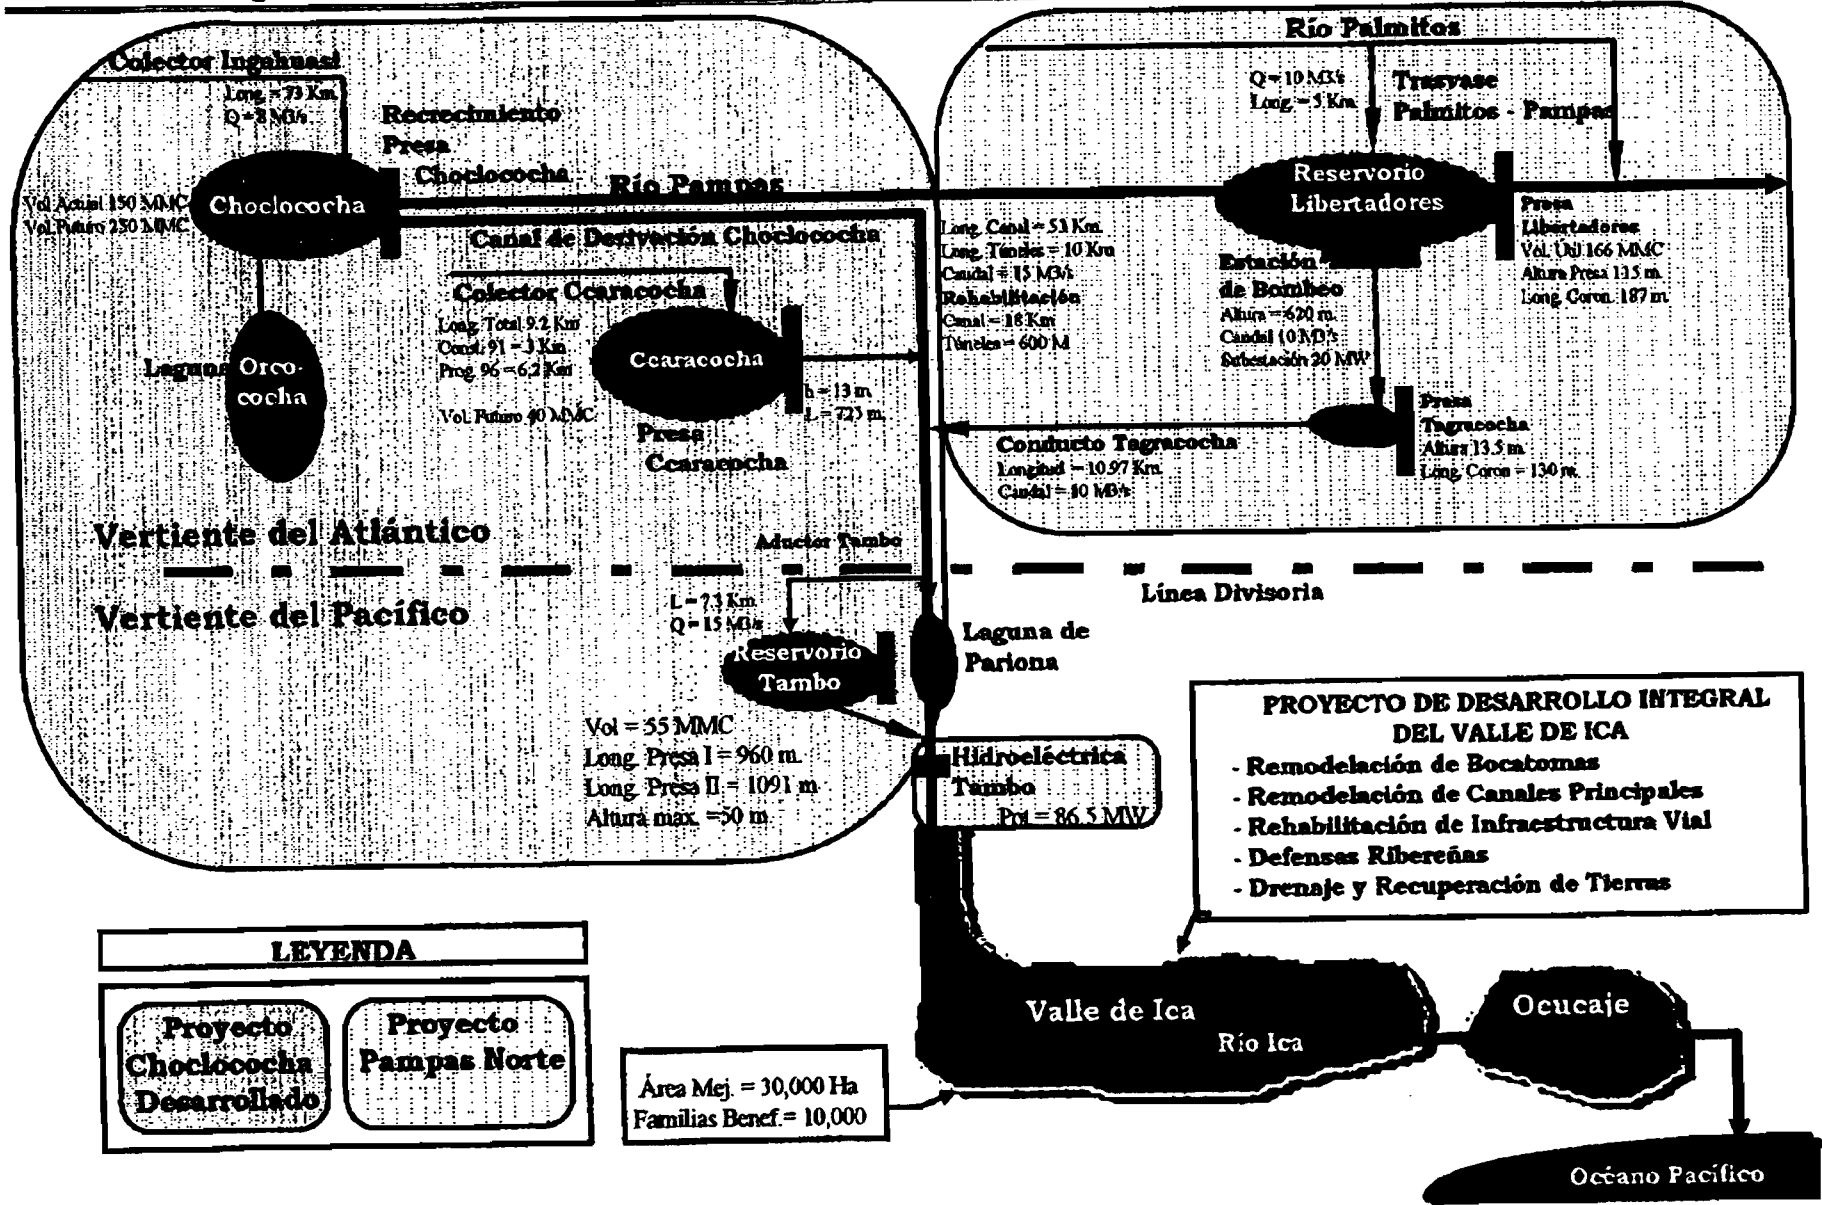 Colector Ingahuasi
Long. = 73 Km.
Q = 8 M3/s
Recrecimiento
Presa
Choclococha
Vol Actual 150 MMC
Vol. Futuro 250 MMC
Choclococha
Río Pampas
Canal de Derivación Choclococha
Colector Ccaracocha
Long. Total 9.2 Km
Const. 91 = 3 Km
Prog. 96 = 6.2 Km
Vol. Futuro 40 MMC
Ccaracocha
h = 13 m.
L = 725 m.
Presa
Ccaracocha
Laguna
Orco-
cocha
Río Palmitos
Q = 10 M3/s
Long. = 5 Km.
Trasvase
Palmitos - Pampas
Reservorio
Libertadores
Presa
Libertadores
Vol. Útil 166 MMC
Long. Coron. 187 m.
Long. Canal = 53 Km.
Long. Túneles = 10 Km
Caudal = 15 M3/s
Rehabilitación
Canal = 18 Km
Túneles = 600 M
Estación
de Bombeo
Altura = 620 m.
Caudal 10 M3/s
Subestación 20 MW
Presa
Tagracocha
Altura 13.5 m.
Long. Coron = 130 m.
Conducto Tagracocha
Longitud = 10.97 Km.
Caudal = 10 M3/s
Vertiente del Atlántico
Aductor Tambo
Línea Divisoria
Vertiente del Pacífico
L = 7.3 Km.
Q = 15 M3/s
Reservorio
Tambo
Laguna de
Pariona
Vol = 55 MMC
Long. Presa I = 960 m.
Long. Presa II = 1091 m
Altura max. =50 m
Hidroeléctrica
Tambo
Pot = 86.5 MW
PROYECTO DE DESARROLLO INTEGRAL
DEL VALLE DE ICA
- Remodelación de Bocatomas
- Remodelación de Canales Principales
- Rehabilitación de Infraestructura Vial
- Defensas Ribereñas
- Drenaje y Recuperación de Tierras
LEYENDA
Proyecto
Choclococha
Desarrollado
Proyecto
Pampas Norte
Área Mej. = 30,000 Ha
Familias Benef.= 10,000
Valle de Ica
Río Ica
Ocucaje
Océano Pacífico